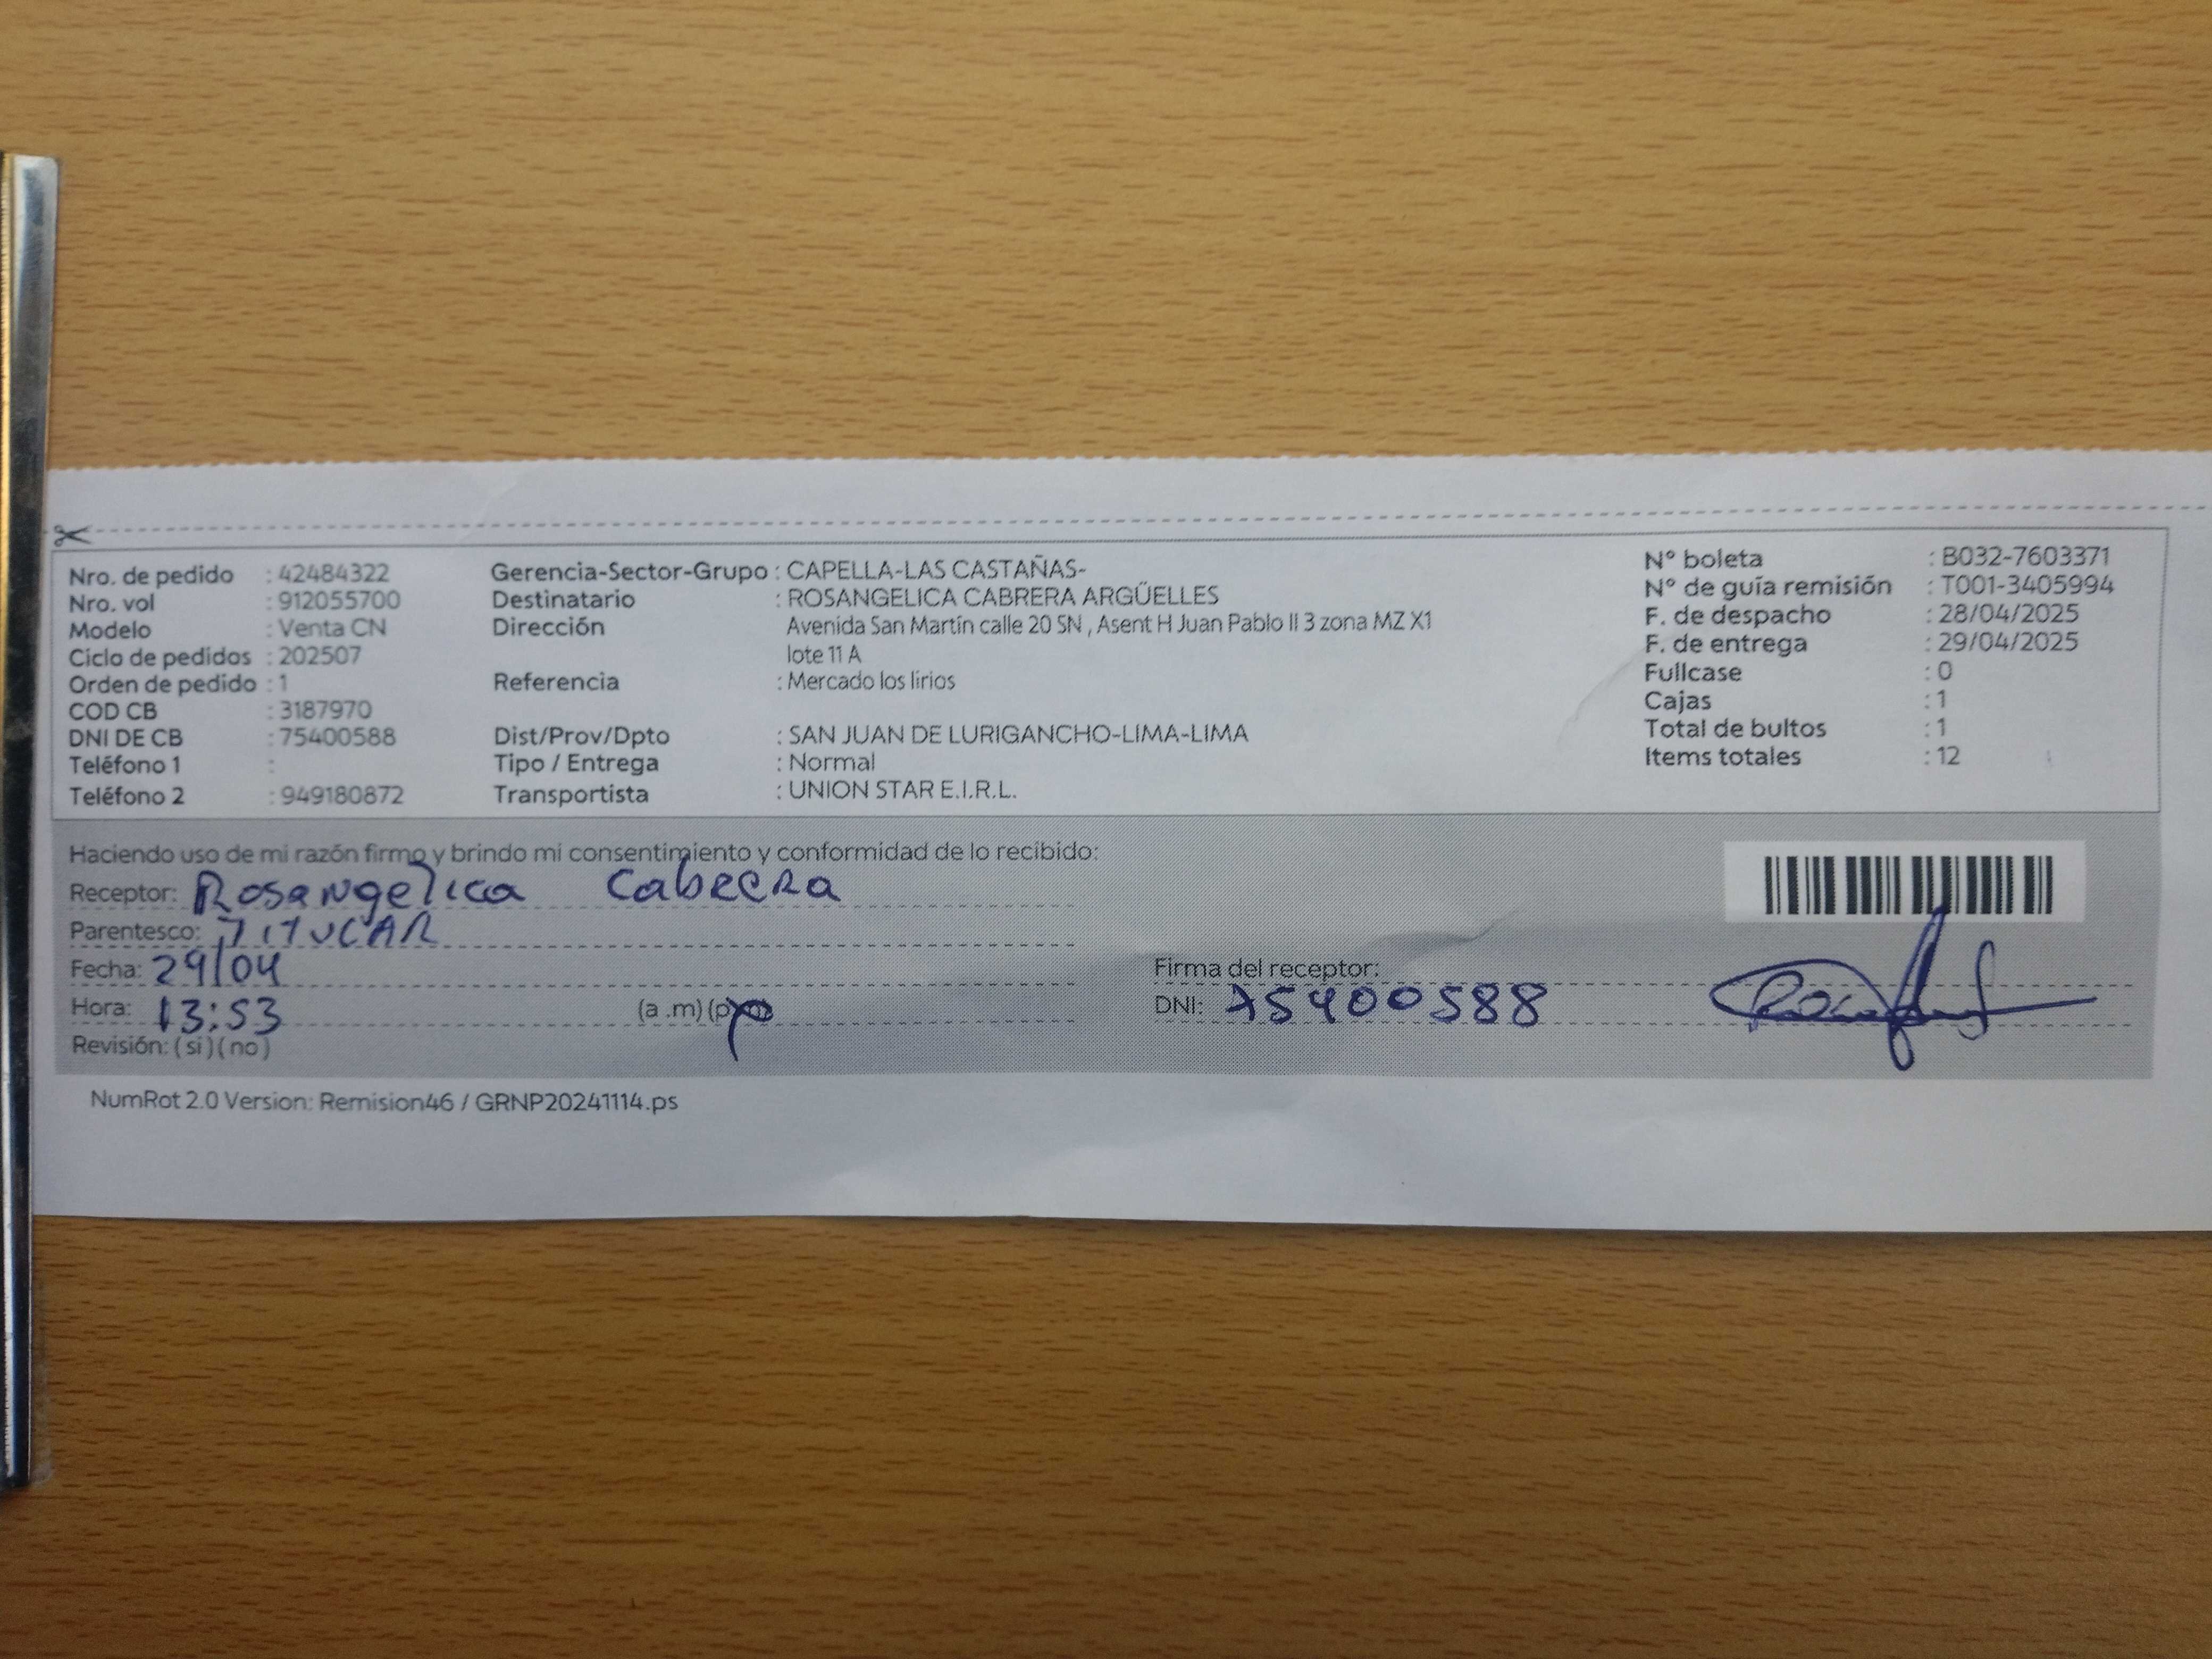 Nro. de pedido : 42484322
Nro. vol : 912055700
Modelo : Venta CN
Ciclo de pedidos : 202507
Orden de pedido : 1
COD CB : 3187970
DNI DE CB : 75400588
Teléfono 1 :
Teléfono 2 : 949180872
Gerencia-Sector-Grupo : CAPELLA-LAS CASTAÑAS-
Destinatario : ROSANGELICA CABRERA ARGÜELLES
Dirección Avenida San Martín calle 20 SN , Asent H Juan Pablo II 3 zona MZ X1
lote 11 A
Referencia : Mercado los lirios
Dist/Prov/Dpto : SAN JUAN DE LURIGANCHO-LIMA-LIMA
Tipo / Entrega : Normal
Transportista : UNION STAR E.I.R.L.
N° boleta : B032-7603371
N° de guía remisión : T001-3405994
F. de despacho : 28/04/2025
F. de entrega : 29/04/2025
Fullcase : 0
Cajas : 1
Total de bultos : 1
Items totales : 12
Haciendo uso de mi razón firmo y brindo mi consentimiento y conformidad de lo recibido:
Receptor: Rosangelica Cabrera
Parentesco: TITUCAR
Fecha: 29/04
Hora: 13:53 (a .m) (p.m)
Revisión: ( si ) ( no )
Firma del receptor:
DNI: 75400588
NumRot 2.0 Version: Remision46 / GRNP20241114.ps